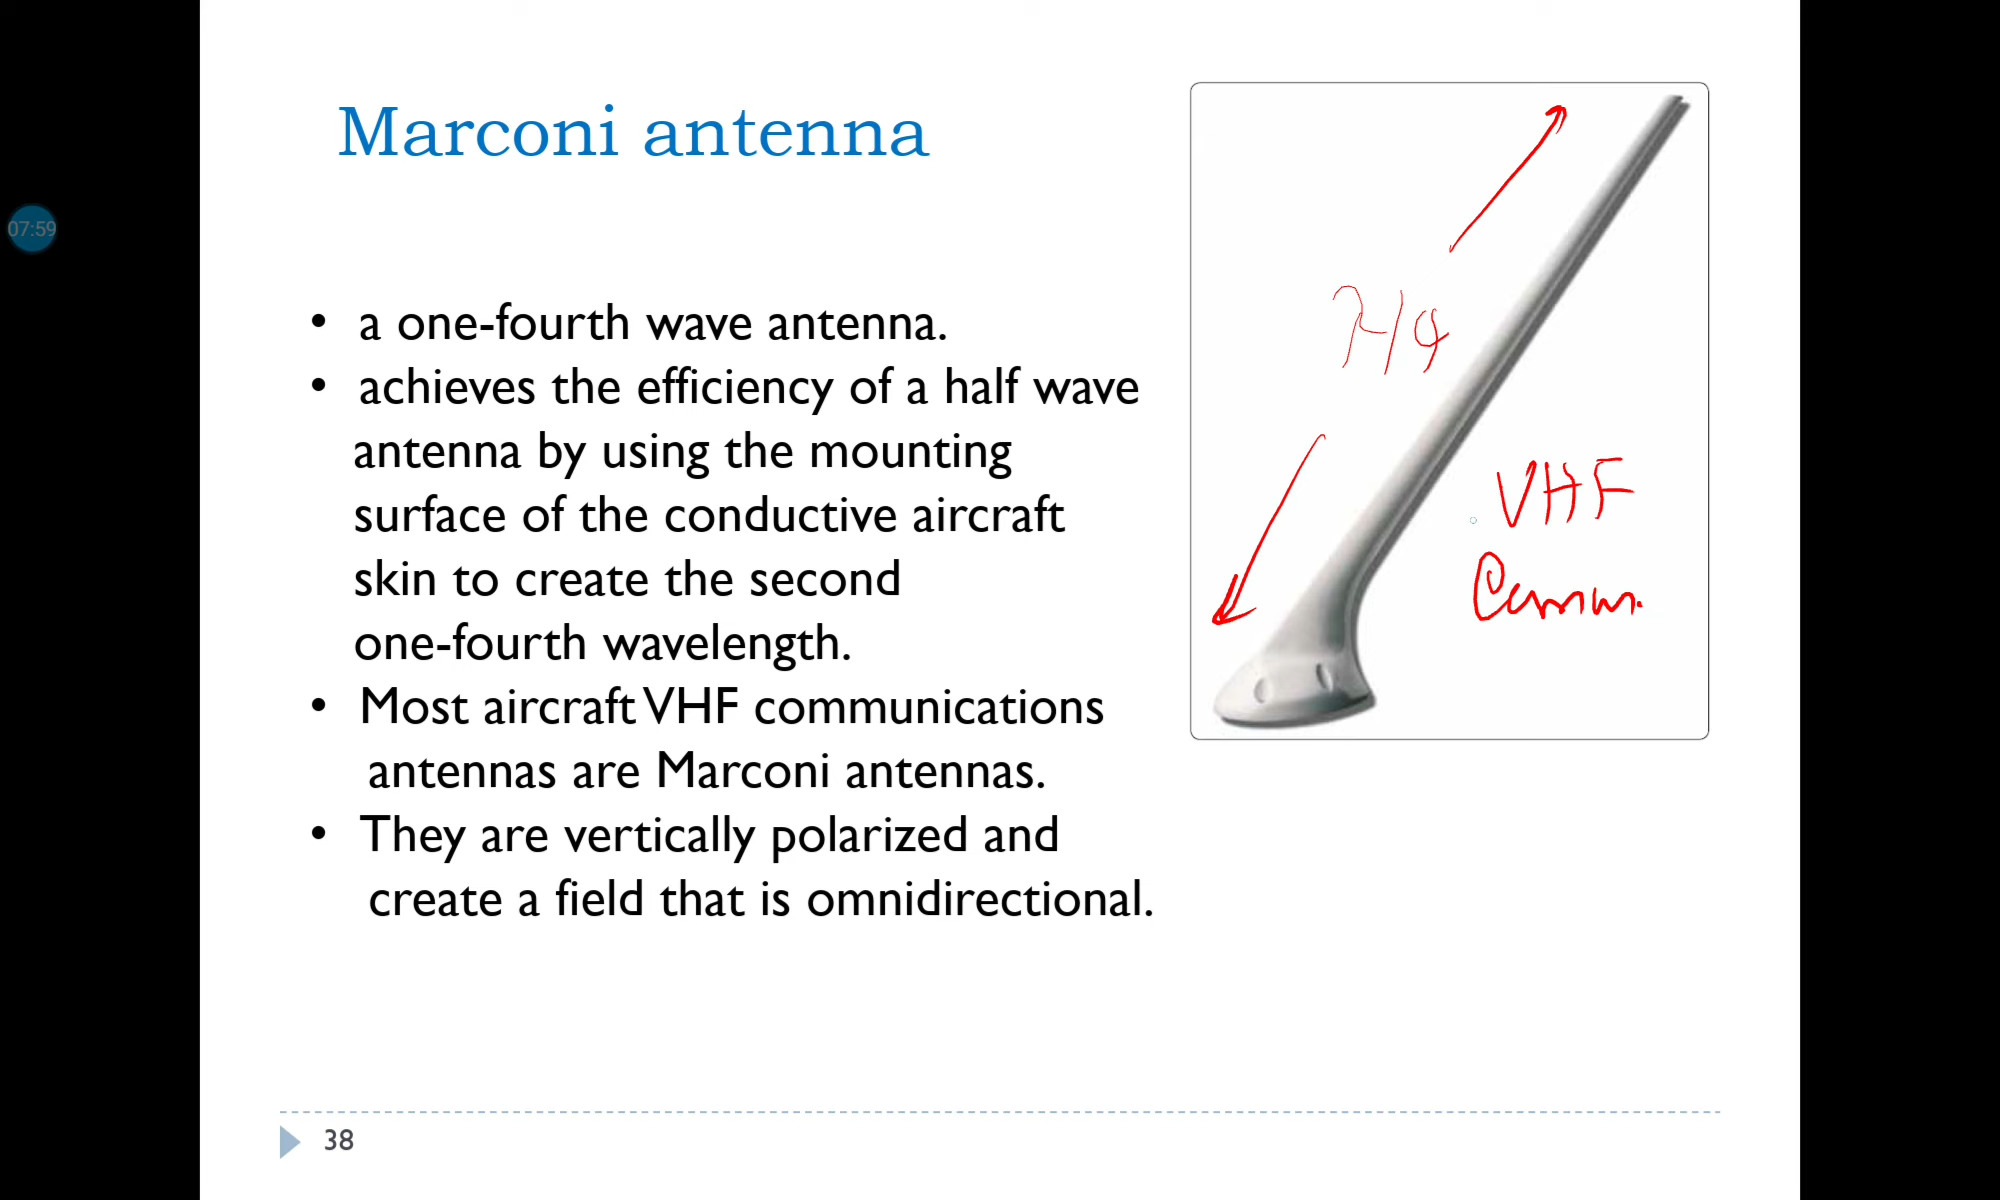 Marconi antenna
07:59
• a one-fourth wave antenna.
• achieves the efficiency of a half wave
antenna by using the mounting
surface of the conductive aircraft
skin to create the second
one-fourth wavelength.
• Most aircraft VHF communications
antennas are Marconi antennas.
• They are vertically polarized and
create a field that is omnidirectional.
λ/4
VHF
Comm.
38